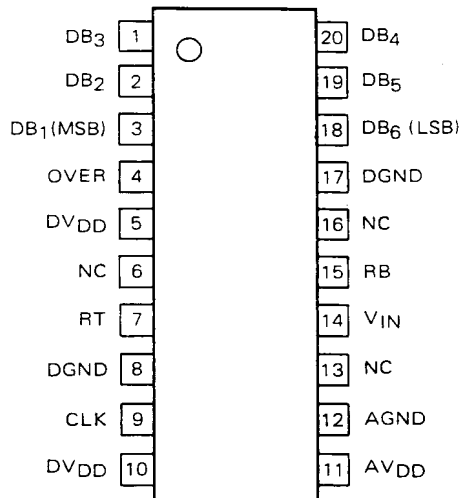 DB3 1 20 DB4
DB2 2 19 DB5
DB1(MSB) 3 18 DB6 (LSB)
OVER 4 17 DGND
DVDD 5 16 NC
NC 6 15 RB
RT 7 14 VIN
DGND 8 13 NC
CLK 9 12 AGND
DVDD 10 11 AVDD